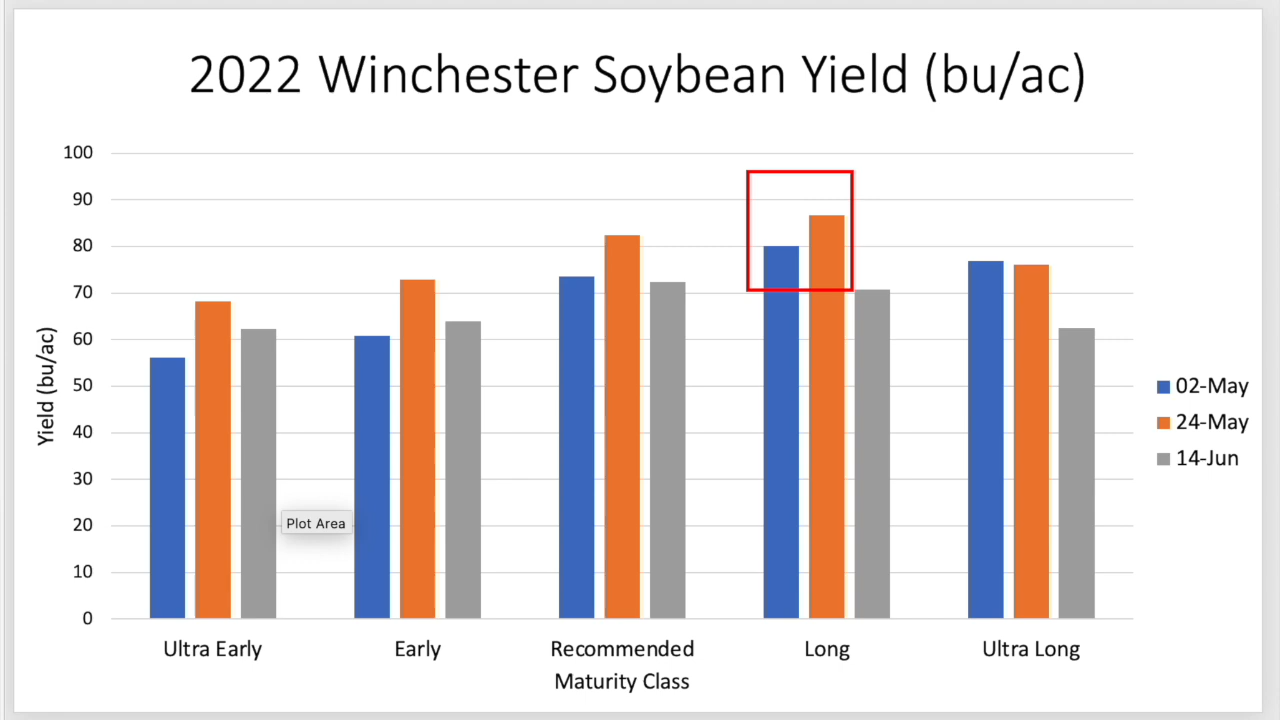 2022 Winchester Soybean Yield (bu/ac)
100
90
80
70
60
50
40
30
20
10
0
Yield (bu/ac)
Plot Area
02-May
24-May
14-Jun
Ultra Early
Early
Recommended
Long
Ultra Long
Maturity Class